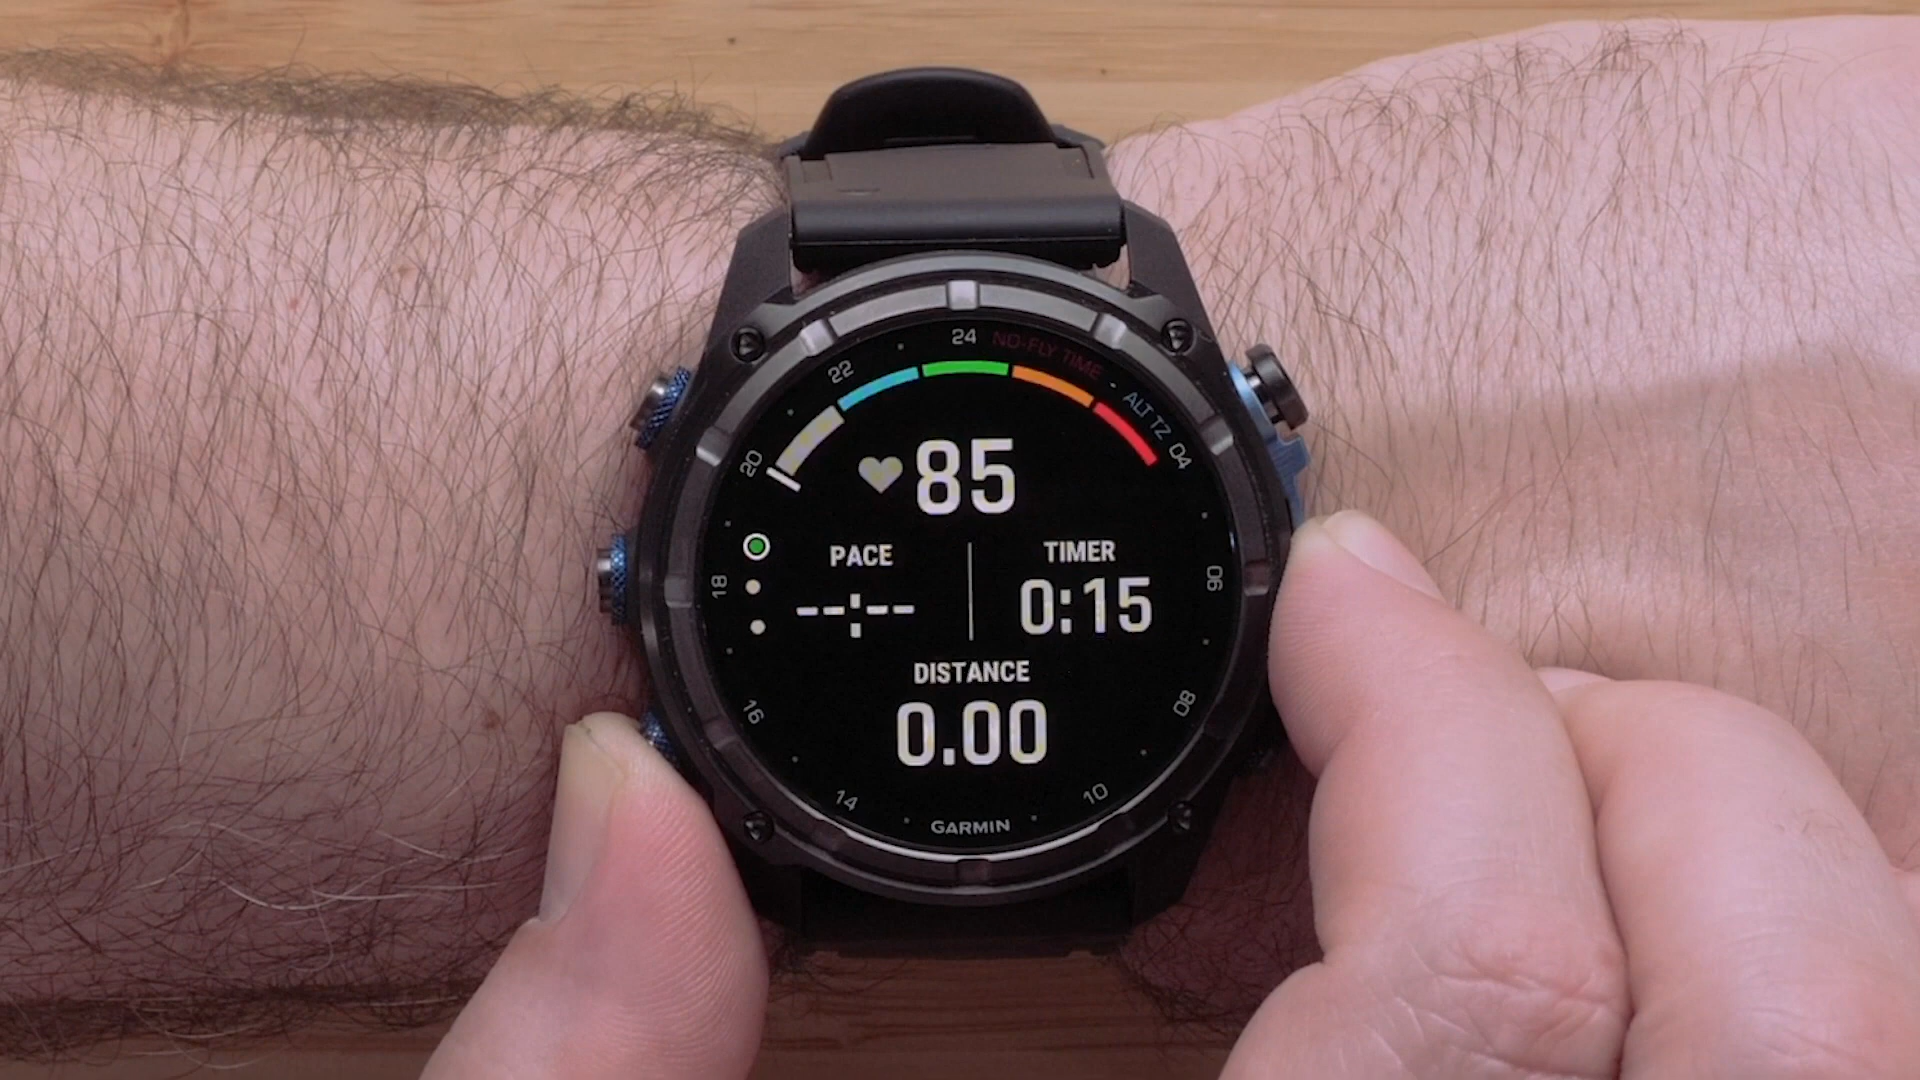 24
NO-FLY TIME
22
ALT TZ
04
20
85
PACE
TIMER
18
06
--:--
0:15
DISTANCE
0.00
16
08
14
10
GARMIN